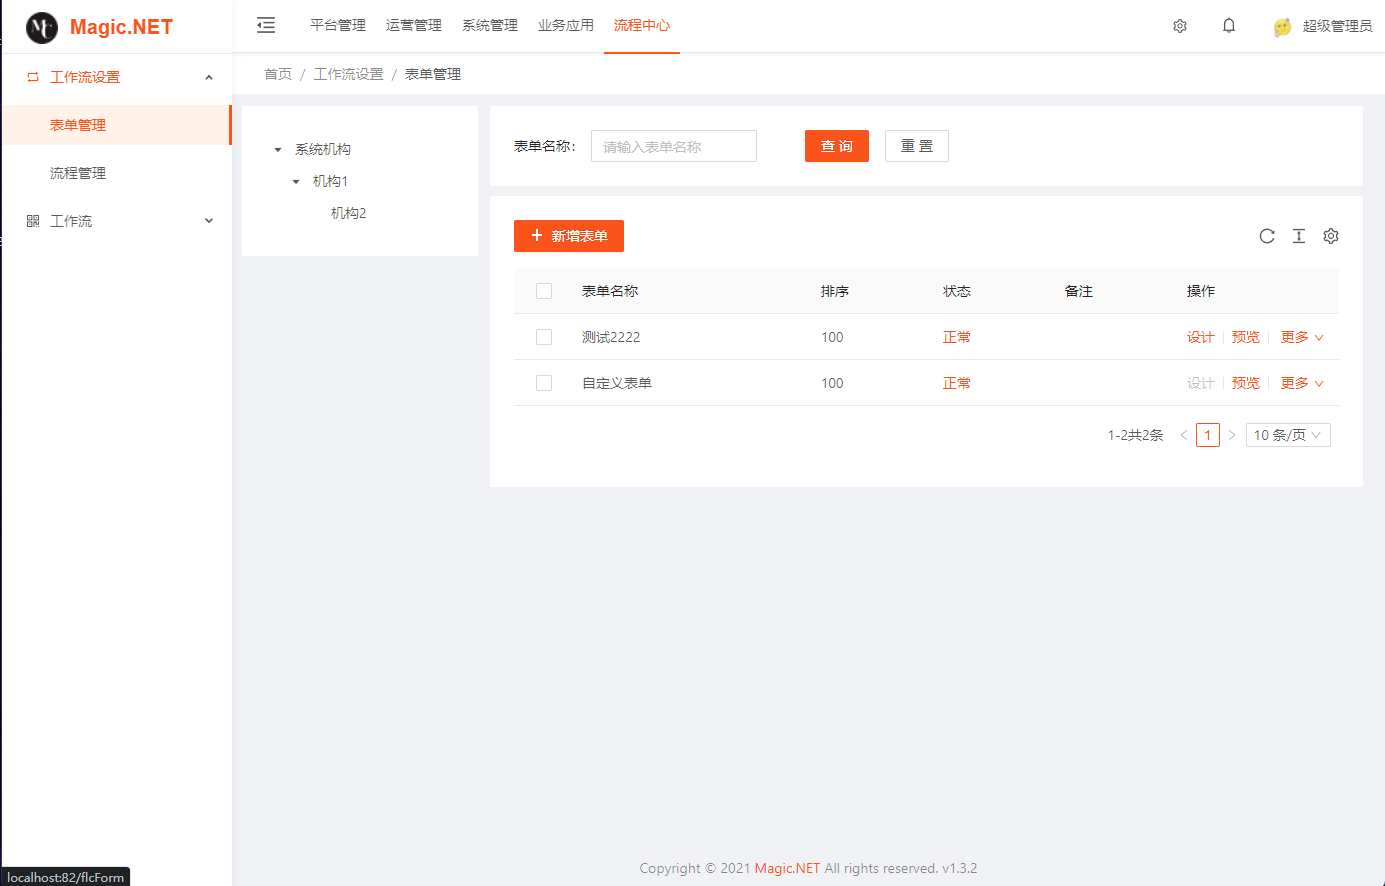 Magic.NET
平台管理 运营管理 系统管理 业务应用 流程中心
超级管理员
工作流设置
表单管理
流程管理
工作流
首页 / 工作流设置 / 表单管理
系统机构
机构1
机构2
表单名称: 请输入表单名称 查 询 重 置
+ 新增表单
表单名称 排序 状态 备注 操作
测试2222 100 正常 设计 预览 更多
自定义表单 100 正常 设计 预览 更多
1-2共2条 < 1 > 10 条/页
Copyright © 2021 Magic.NET All rights reserved. v1.3.2
localhost:82/flcForm